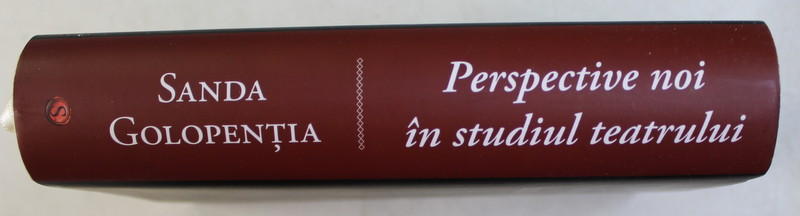 S
SANDA
GOLOPENȚIA
Perspective noi
în studiul teatrului